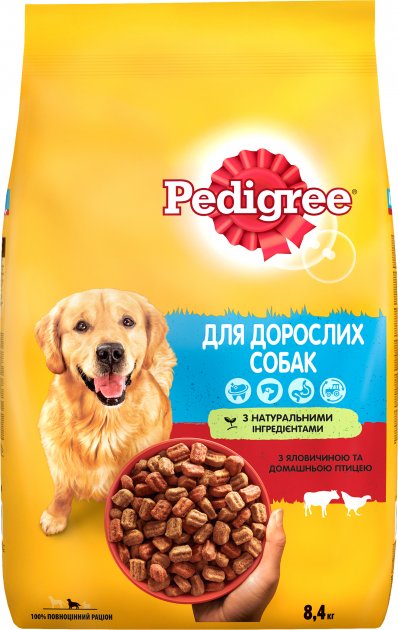 Pedigree®
ДЛЯ ДОРОСЛИХ
СОБАК
З НАТУРАЛЬНИМИ
ІНГРЕДІЄНТАМИ
З ЯЛОВИЧИНОЮ ТА
ДОМАШНЬОЮ ПТИЦЕЮ
100% ПОВНОЦІННИЙ РАЦІОН
8,4кг